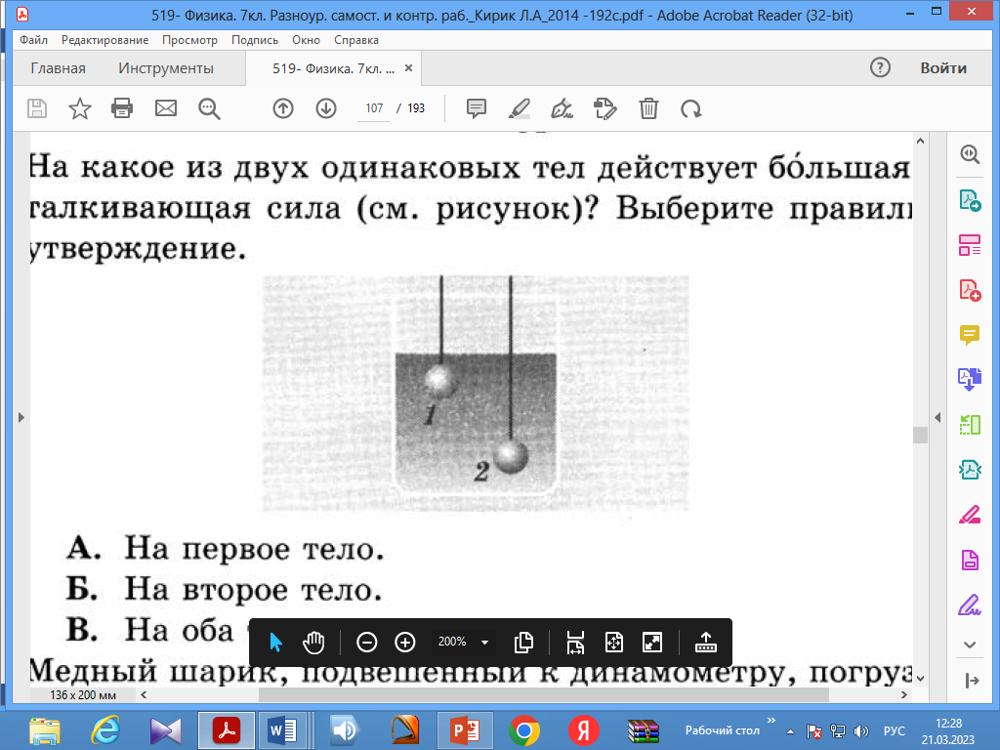 519- Физика. 7кл. Разноур. самост. и контр. раб._Кирик Л.А_2014 -192с.pdf - Adobe Acrobat Reader (32-bit)
Файл Редактирование Просмотр Подпись Окно Справка
Главная Инструменты 519- Физика. 7кл. ... × Войти
107 / 193
На какое из двух одинаковых тел действует бо́льшая
талкивающая сила (см. рисунок)? Выберите правил
утверждение.
1
2
А. На первое тело.
Б. На второе тело.
В. На оба
200%
Медный шарик, подвешенный к динамометру, погруз
136 x 200 мм
Рабочий стол » РУС 12:28
21.03.2023